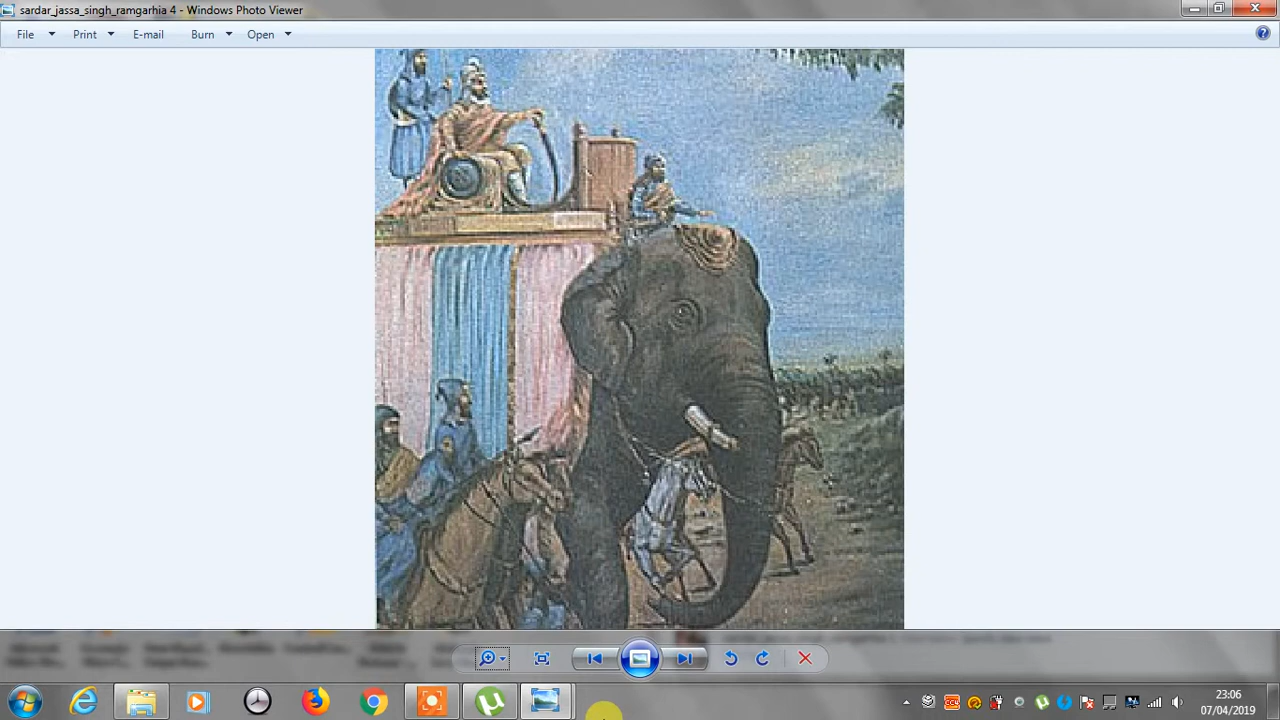 sardar_jassa_singh_ramgarhia 4 - Windows Photo Viewer
File Print E-mail Burn Open
23:06
07/04/2019